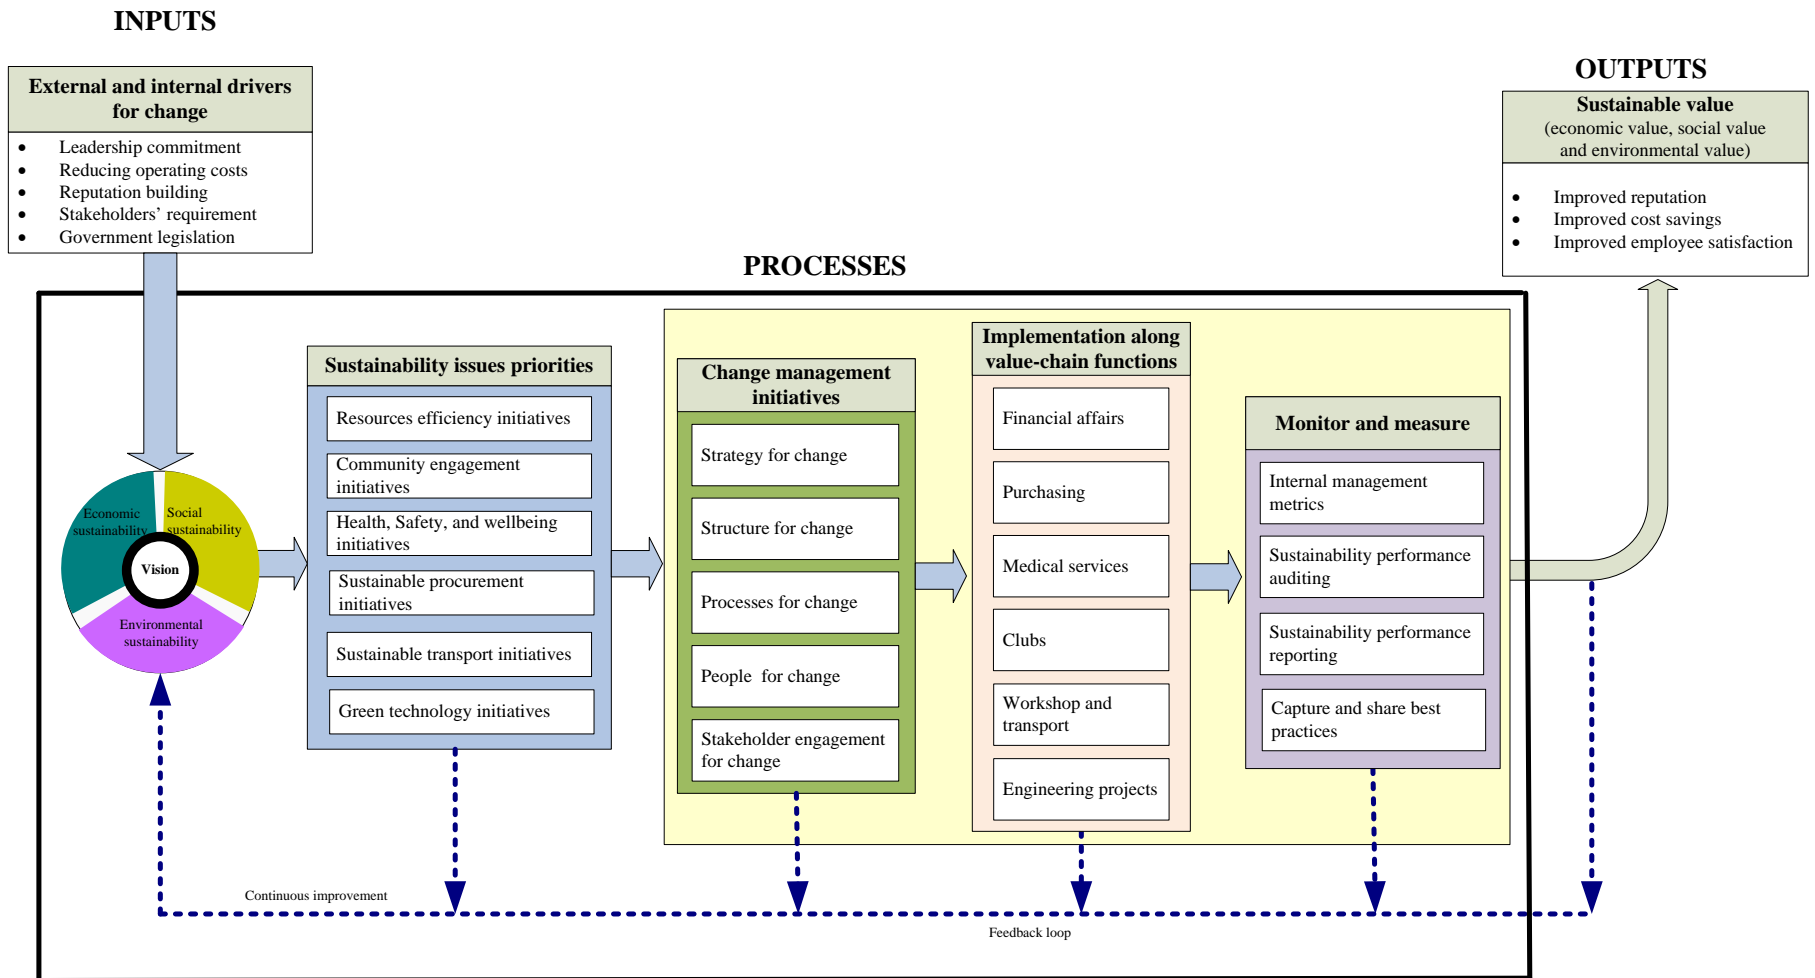 INPUTS
External and internal drivers
for change
• Leadership commitment
• Reducing operating costs
• Reputation building
• Stakeholders’ requirement
• Government legislation
OUTPUTS
Sustainable value
(economic value, social value
and environmental value)
• Improved reputation
• Improved cost savings
• Improved employee satisfaction
PROCESSES
Economic
sustainability
Social
sustainability
Vision
Environmental
sustainability
Sustainability issues priorities
Resources efficiency initiatives
Community engagement
initiatives
Health, Safety, and wellbeing
initiatives
Sustainable procurement
initiatives
Sustainable transport initiatives
Green technology initiatives
Change management
initiatives
Strategy for change
Structure for change
Processes for change
People for change
Stakeholder engagement
for change
Implementation along
value-chain functions
Financial affairs
Purchasing
Medical services
Clubs
Workshop and
transport
Engineering projects
Monitor and measure
Internal management
metrics
Sustainability performance
auditing
Sustainability performance
reporting
Capture and share best
practices
Continuous improvement
Feedback loop